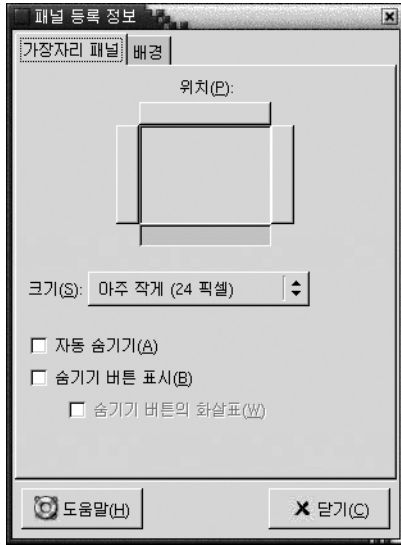 패널 등록 정보
가장자리 패널 배경
위치(P):
크기(S): 아주 작게 (24 픽셀)
자동 숨기기(A)
숨기기 버튼 표시(B)
숨기기 버튼의 화살표(W)
도움말(H) 닫기(C)